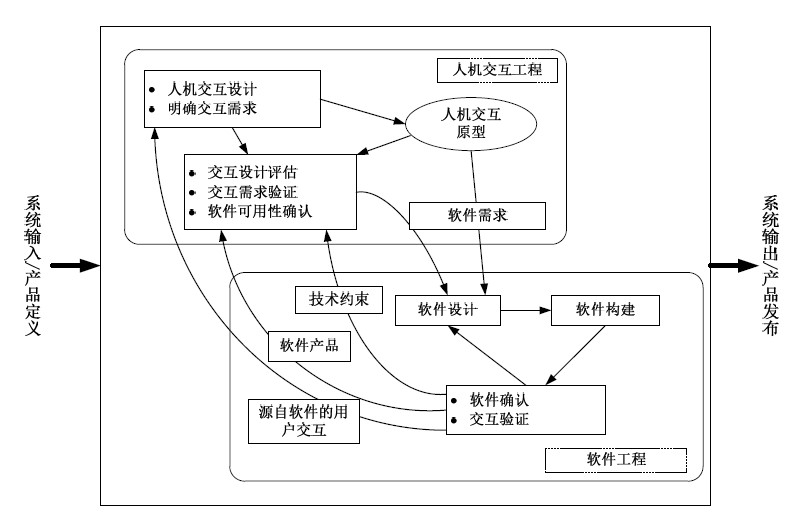 人机交互工程
人机交互设计
明确交互需求
人机交互
原型
交互设计评估
交互需求验证
软件可用性确认
软件需求
系统输入/产品定义
系统输出/产品发布
技术约束
软件设计
软件构建
软件产品
软件确认
交互验证
源自软件的用
户交互
软件工程